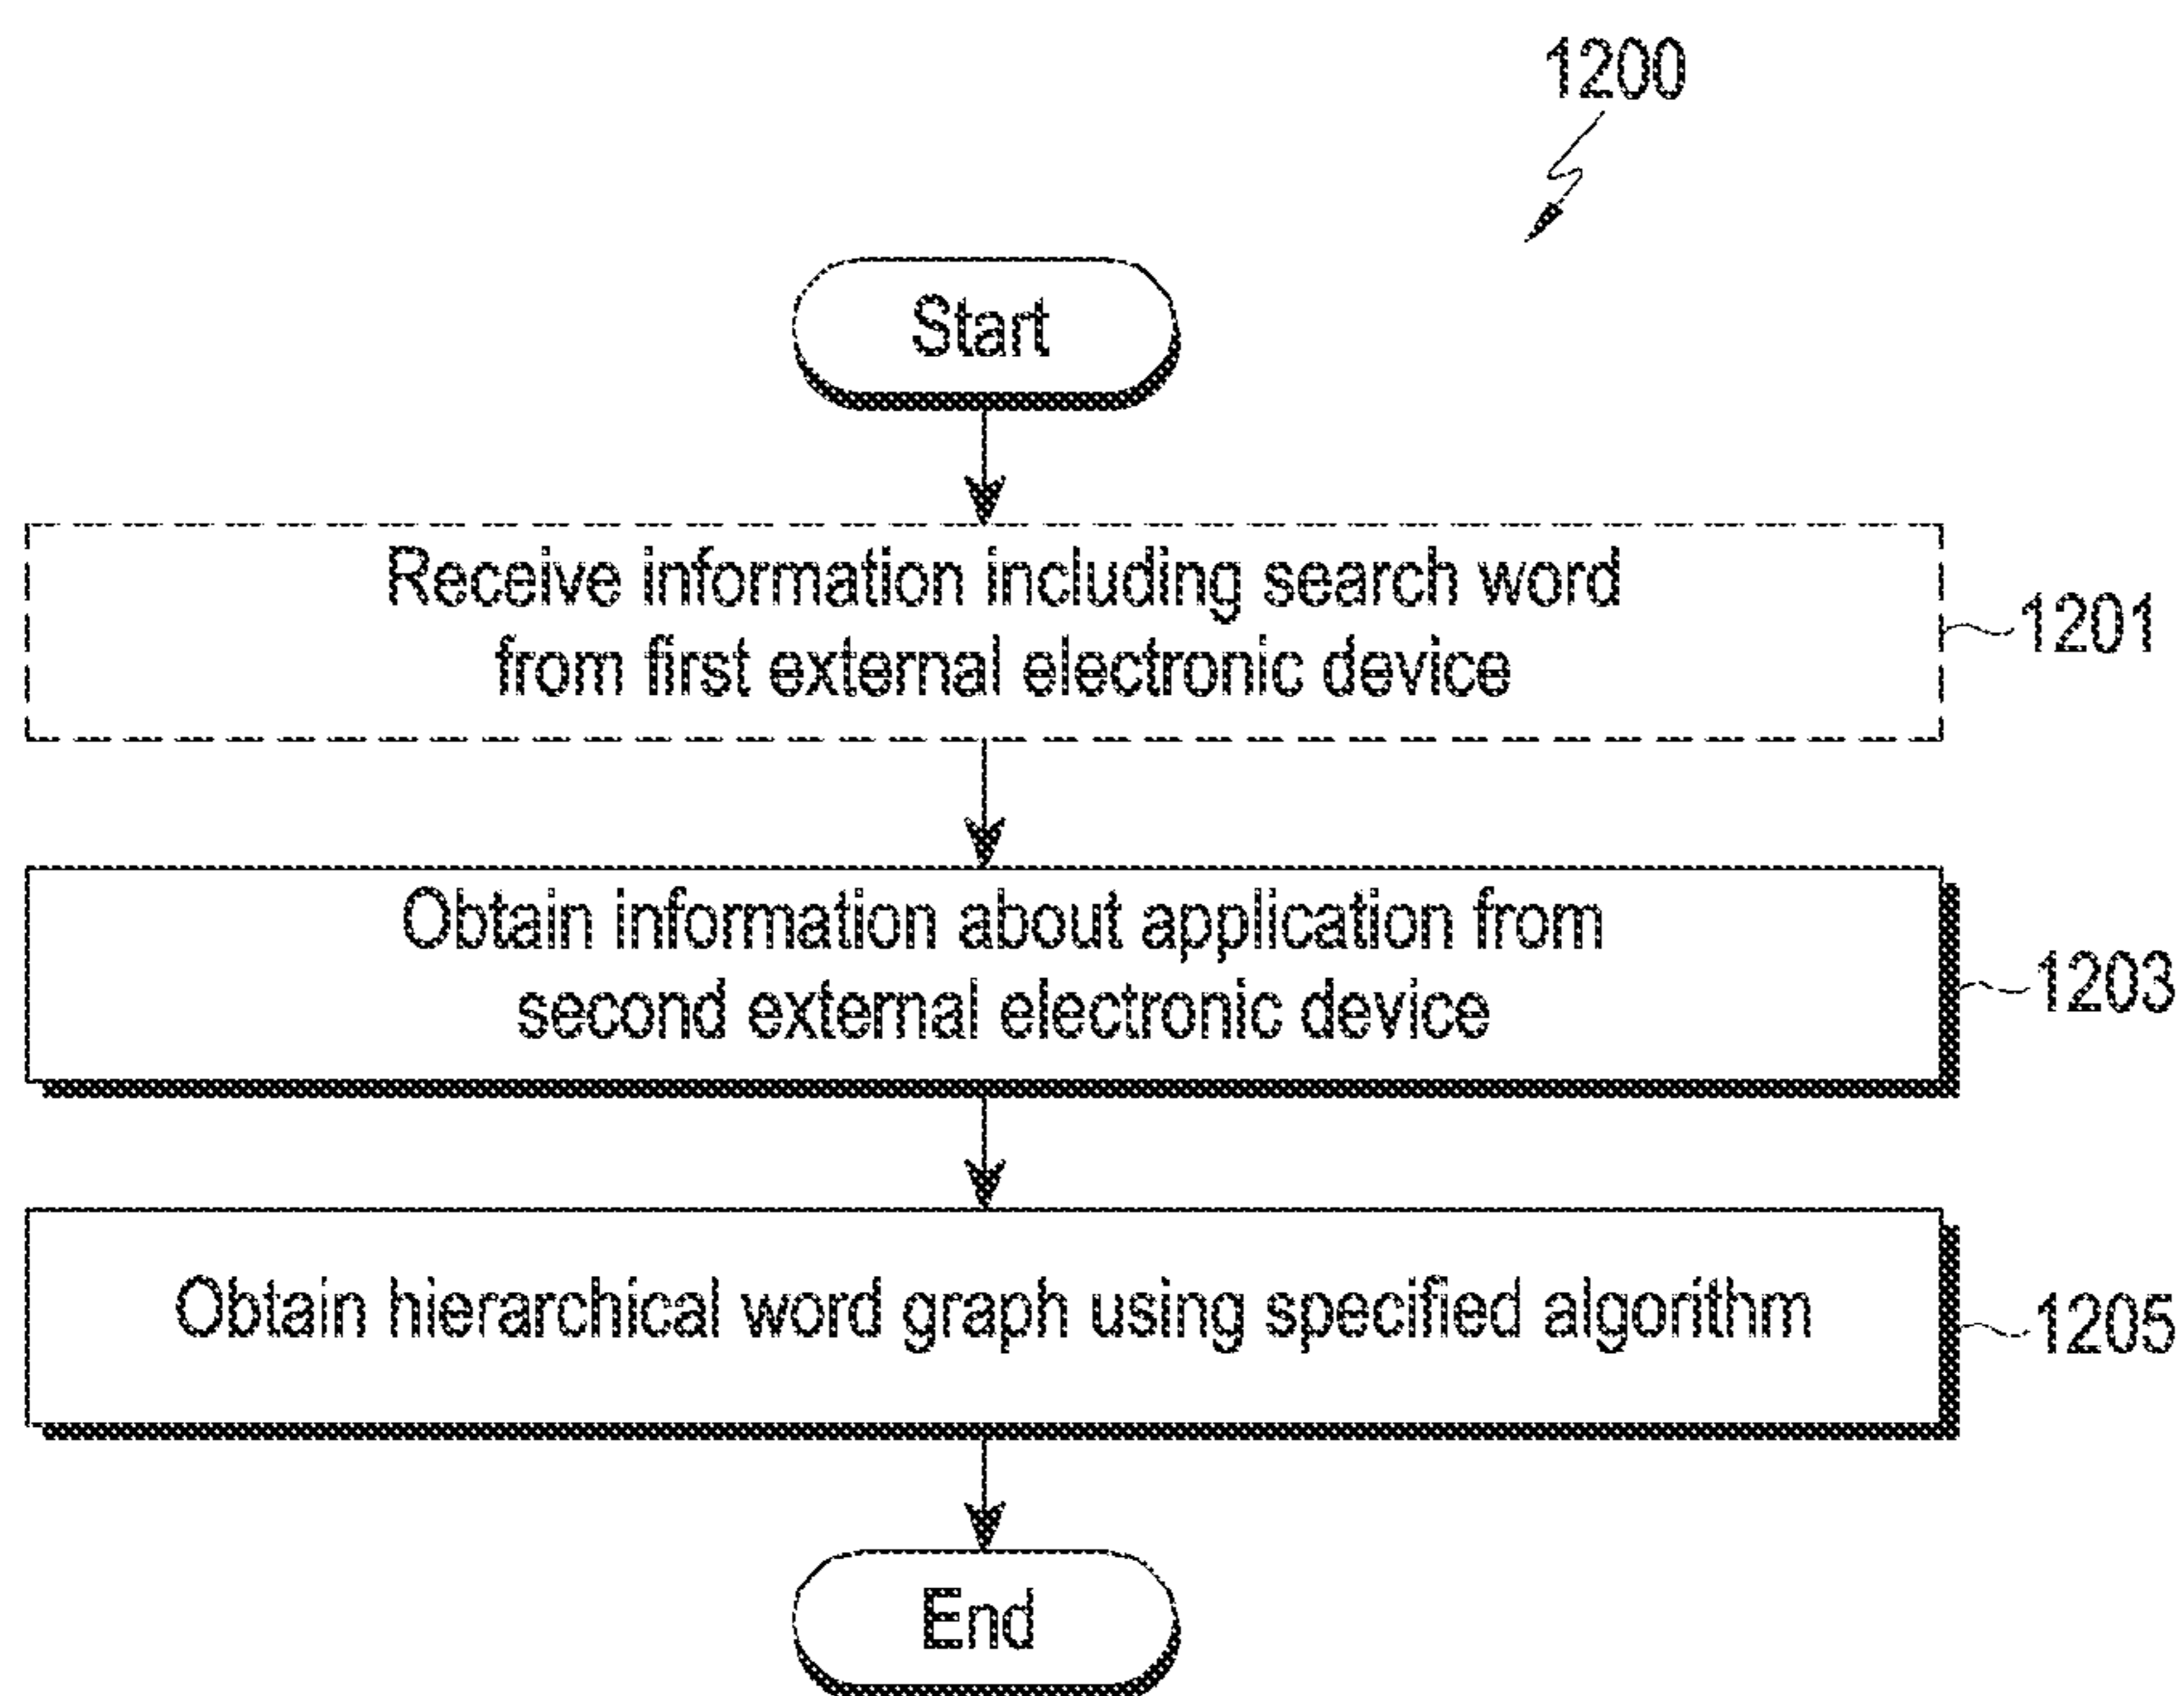 1200
Start
Receive information including search word
from first external electronic device
1201
Obtain information about application from
second external electronic device
1203
Obtain hierarchical word graph using specified algorithm
1205
End